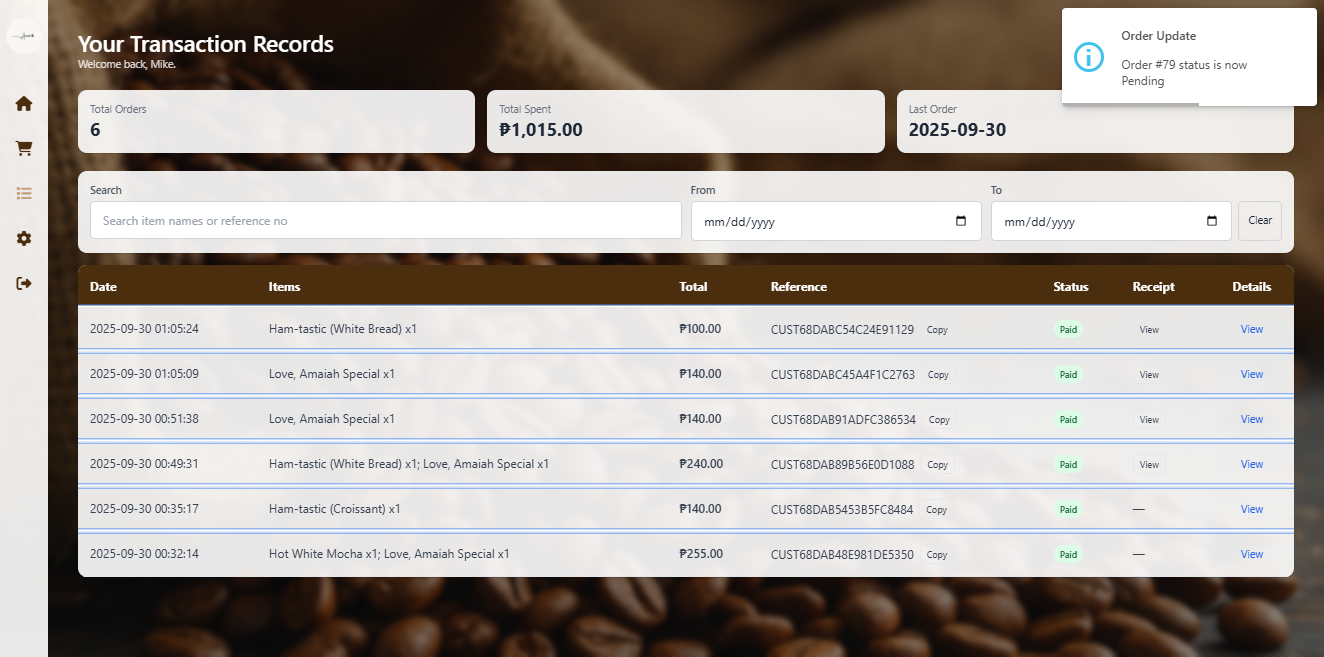 Your Transaction Records
Welcome back, Mike.
Order Update
Order #79 status is now
Pending
Total Orders
6
Total Spent
₱1,015.00
Last Order
2025-09-30
Search
Search item names or reference no
From
mm/dd/yyyy
To
mm/dd/yyyy
Clear
Date Items Total Reference Status Receipt Details
2025-09-30 01:05:24 Ham-tastic (White Bread) x1 ₱100.00 CUST68DABC54C24E91129 Copy Paid View View
2025-09-30 01:05:09 Love, Amaiah Special x1 ₱140.00 CUST68DABC45A4F1C2763 Copy Paid View View
2025-09-30 00:51:38 Love, Amaiah Special x1 ₱140.00 CUST68DAB91ADFC386534 Copy Paid View View
2025-09-30 00:49:31 Ham-tastic (White Bread) x1; Love, Amaiah Special x1 ₱240.00 CUST68DAB89B56E0D1088 Copy Paid View View
2025-09-30 00:35:17 Ham-tastic (Croissant) x1 ₱140.00 CUST68DAB5453B5FC8484 Copy Paid — View
2025-09-30 00:32:14 Hot White Mocha x1; Love, Amaiah Special x1 ₱255.00 CUST68DAB48E981DE5350 Copy Paid — View